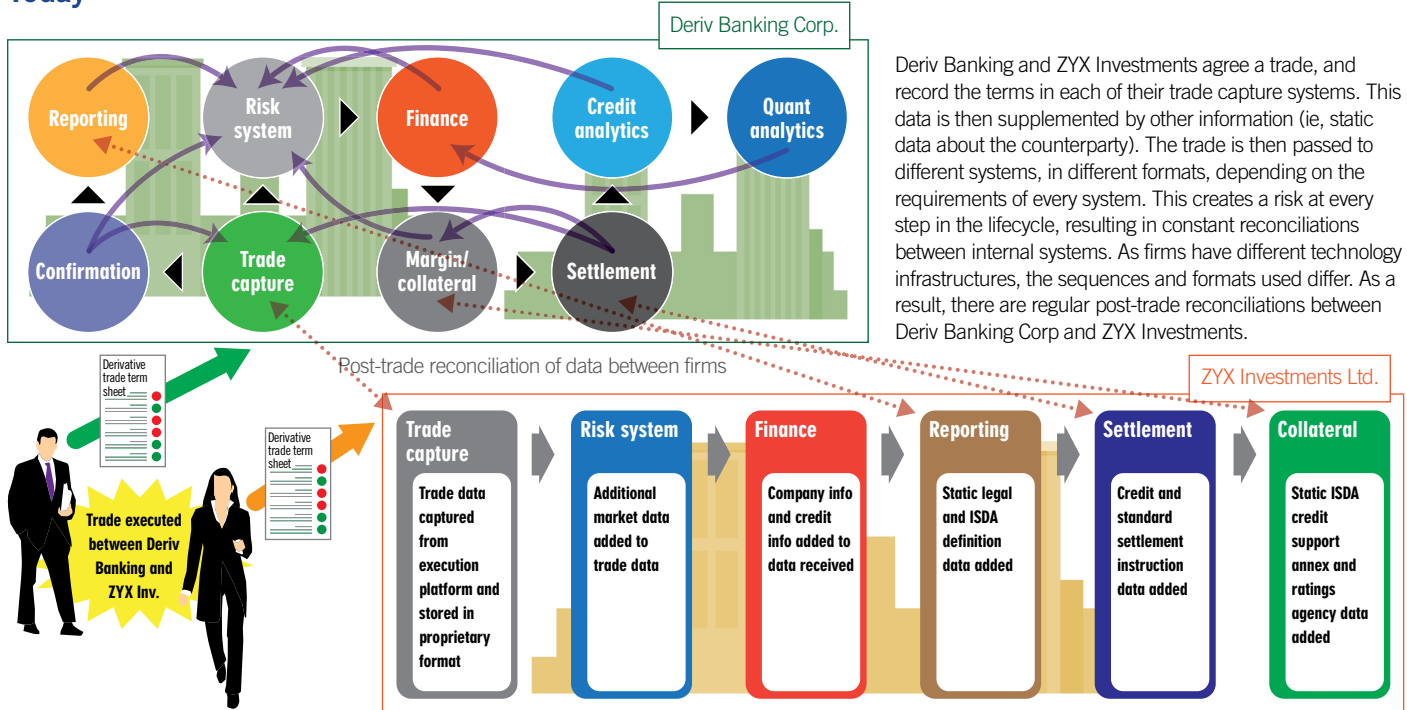 Today
Deriv Banking Corp.
Reporting
Risk
system
Finance
Credit
analytics
Quant
analytics
Confirmation
Trade
capture
Margin/
collateral
Settlement
Deriv Banking and ZYX Investments agree a trade, and
record the terms in each of their trade capture systems. This
data is then supplemented by other information (ie, static
data about the counterparty). The trade is then passed to
different systems, in different formats, depending on the
requirements of every system. This creates a risk at every
step in the lifecycle, resulting in constant reconciliations
between internal systems. As firms have different technology
infrastructures, the sequences and formats used differ. As a
result, there are regular post-trade reconciliations between
Deriv Banking Corp and ZYX Investments.
Post-trade reconciliation of data between firms
Derivative
trade term
sheet
Derivative
trade term
sheet
Trade executed
between Deriv
Banking and
ZYX Inv.
ZYX Investments Ltd.
Trade
capture
Trade data
captured
from
execution
platform and
stored in
proprietary
format
Risk system
Additional
market data
added to
trade data
Finance
Company info
and credit
info added to
data received
Reporting
Static legal
and ISDA
definition
data added
Settlement
Credit and
standard
settlement
instruction
data added
Collateral
Static ISDA
credit
support
annex and
ratings
agency data
added